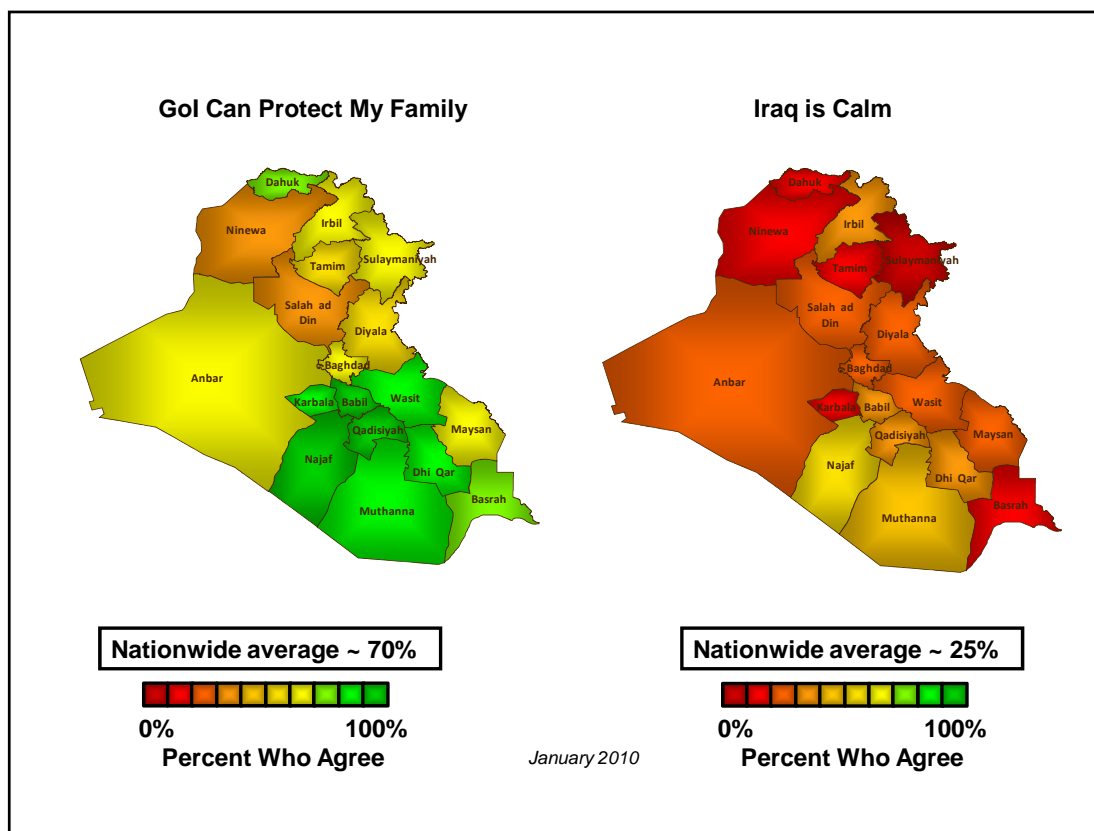 GoI Can Protect My Family
Dahuk
Ninewa
Irbil
Tamim
Sulaymaniyah
Salah ad
Din
Diyala
Baghdad
Anbar
Karbala
Babil
Wasit
Qadisiyah
Maysan
Najaf
Dhi Qar
Basrah
Muthanna
Nationwide average ~ 70%
0%
100%
Percent Who Agree
Iraq is Calm
Dahuk
Ninewa
Irbil
Tamim
Sulaymaniyah
Salah ad
Din
Diyala
Baghdad
Anbar
Karbala
Babil
Wasit
Qadisiyah
Maysan
Najaf
Dhi Qar
Basrah
Muthanna
Nationwide average ~ 25%
0%
100%
Percent Who Agree
January 2010